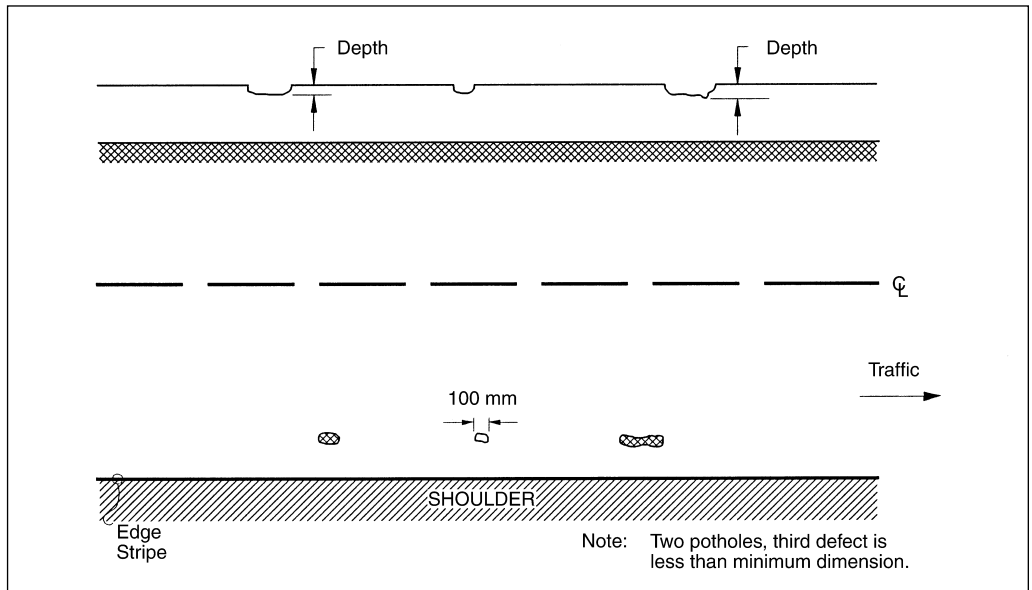 Depth
Depth
℄
Traffic
100 mm
SHOULDER
Edge
Stripe
Note: Two potholes, third defect is
less than minimum dimension.